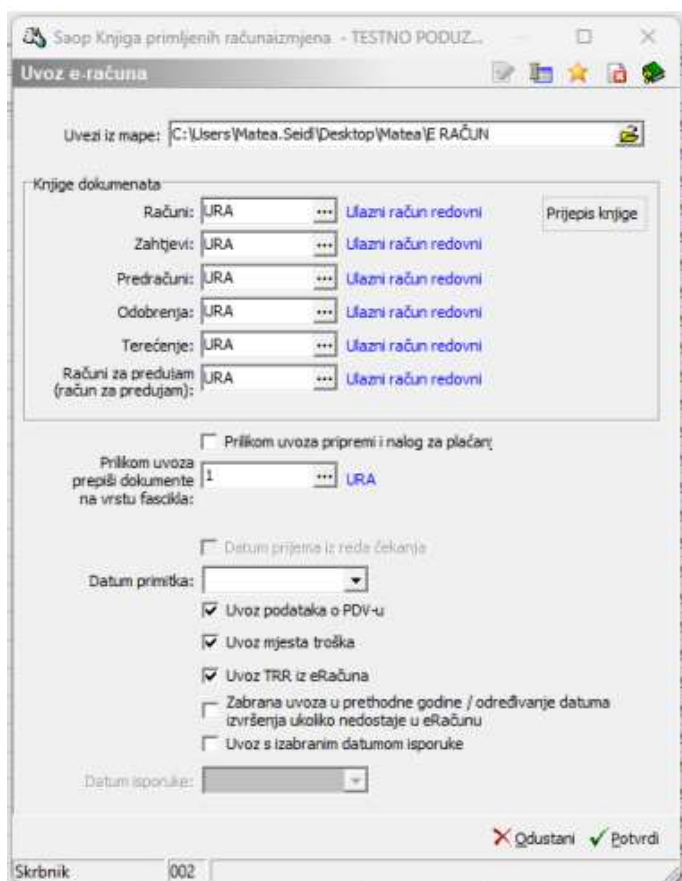 Saop Knjiga primljenih računaizmjena - TESTNO PODUZ...
Uvoz e-računa
Uvezi iz mape: C:\Users\Matea.Seidl\Desktop\Matea\E RAČUN
Knjige dokumenata
Računi: URA ... Ulazni račun redovni Prijepis knjige
Zahtjevi: URA ... Ulazni račun redovni
Predračuni: URA ... Ulazni račun redovni
Odobrenja: URA ... Ulazni račun redovni
Terećenje: URA ... Ulazni račun redovni
Računi za predujam
(račun za predujam): URA ... Ulazni račun redovni
Prilikom uvoza pripremi i nalog za plaćanj
Prilikom uvoza
prepiši dokumente
na vrstu fascikla: 1 ... URA
Datum prijema iz reda čekanja
Datum primitka:
Uvoz podataka o PDV-u
Uvoz mjesta troška
Uvoz TRR iz eRačuna
Zabrana uvoza u prethodne godine / određivanje datuma
izvršenja ukoliko nedostaje u eRačunu
Uvoz s izabranim datumom isporuke
Datum isporuke:
Odustani Potvrdi
Skrbnik 002